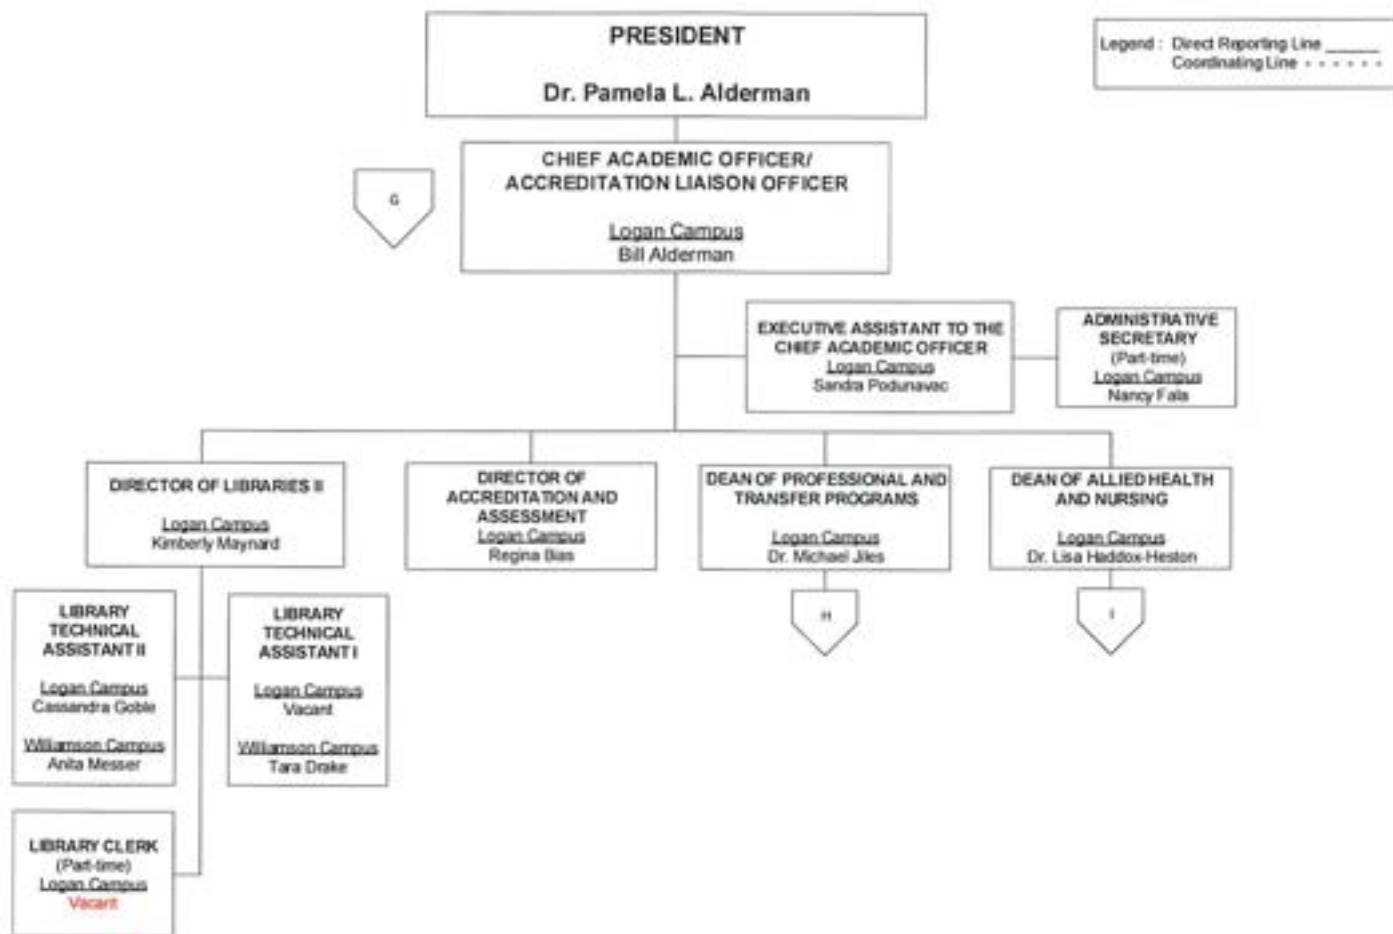 PRESIDENT
Dr. Pamela L. Alderman
Legend : Direct Reporting Line ______
Coordinating Line - - - - - -
CHIEF ACADEMIC OFFICER/
ACCREDITATION LIAISON OFFICER
Logan Campus
Bill Alderman
G
EXECUTIVE ASSISTANT TO THE
CHIEF ACADEMIC OFFICER
Logan Campus
Sandra Podunavac
ADMINISTRATIVE
SECRETARY
(Part-time)
Logan Campus
Nancy Fala
DIRECTOR OF LIBRARIES II
Logan Campus
Kimberly Maynard
DIRECTOR OF
ACCREDITATION AND
ASSESSMENT
Logan Campus
Regina Bias
DEAN OF PROFESSIONAL AND
TRANSFER PROGRAMS
Logan Campus
Dr. Michael Jiles
DEAN OF ALLIED HEALTH
AND NURSING
Logan Campus
Dr. Lisa Haddox-Heston
H
I
LIBRARY
TECHNICAL
ASSISTANT II
Logan Campus
Cassandra Goble
Williamson Campus
Anita Messer
LIBRARY
TECHNICAL
ASSISTANT I
Logan Campus
Vacant
Williamson Campus
Tara Drake
LIBRARY CLERK
(Part-time)
Logan Campus
Vacant